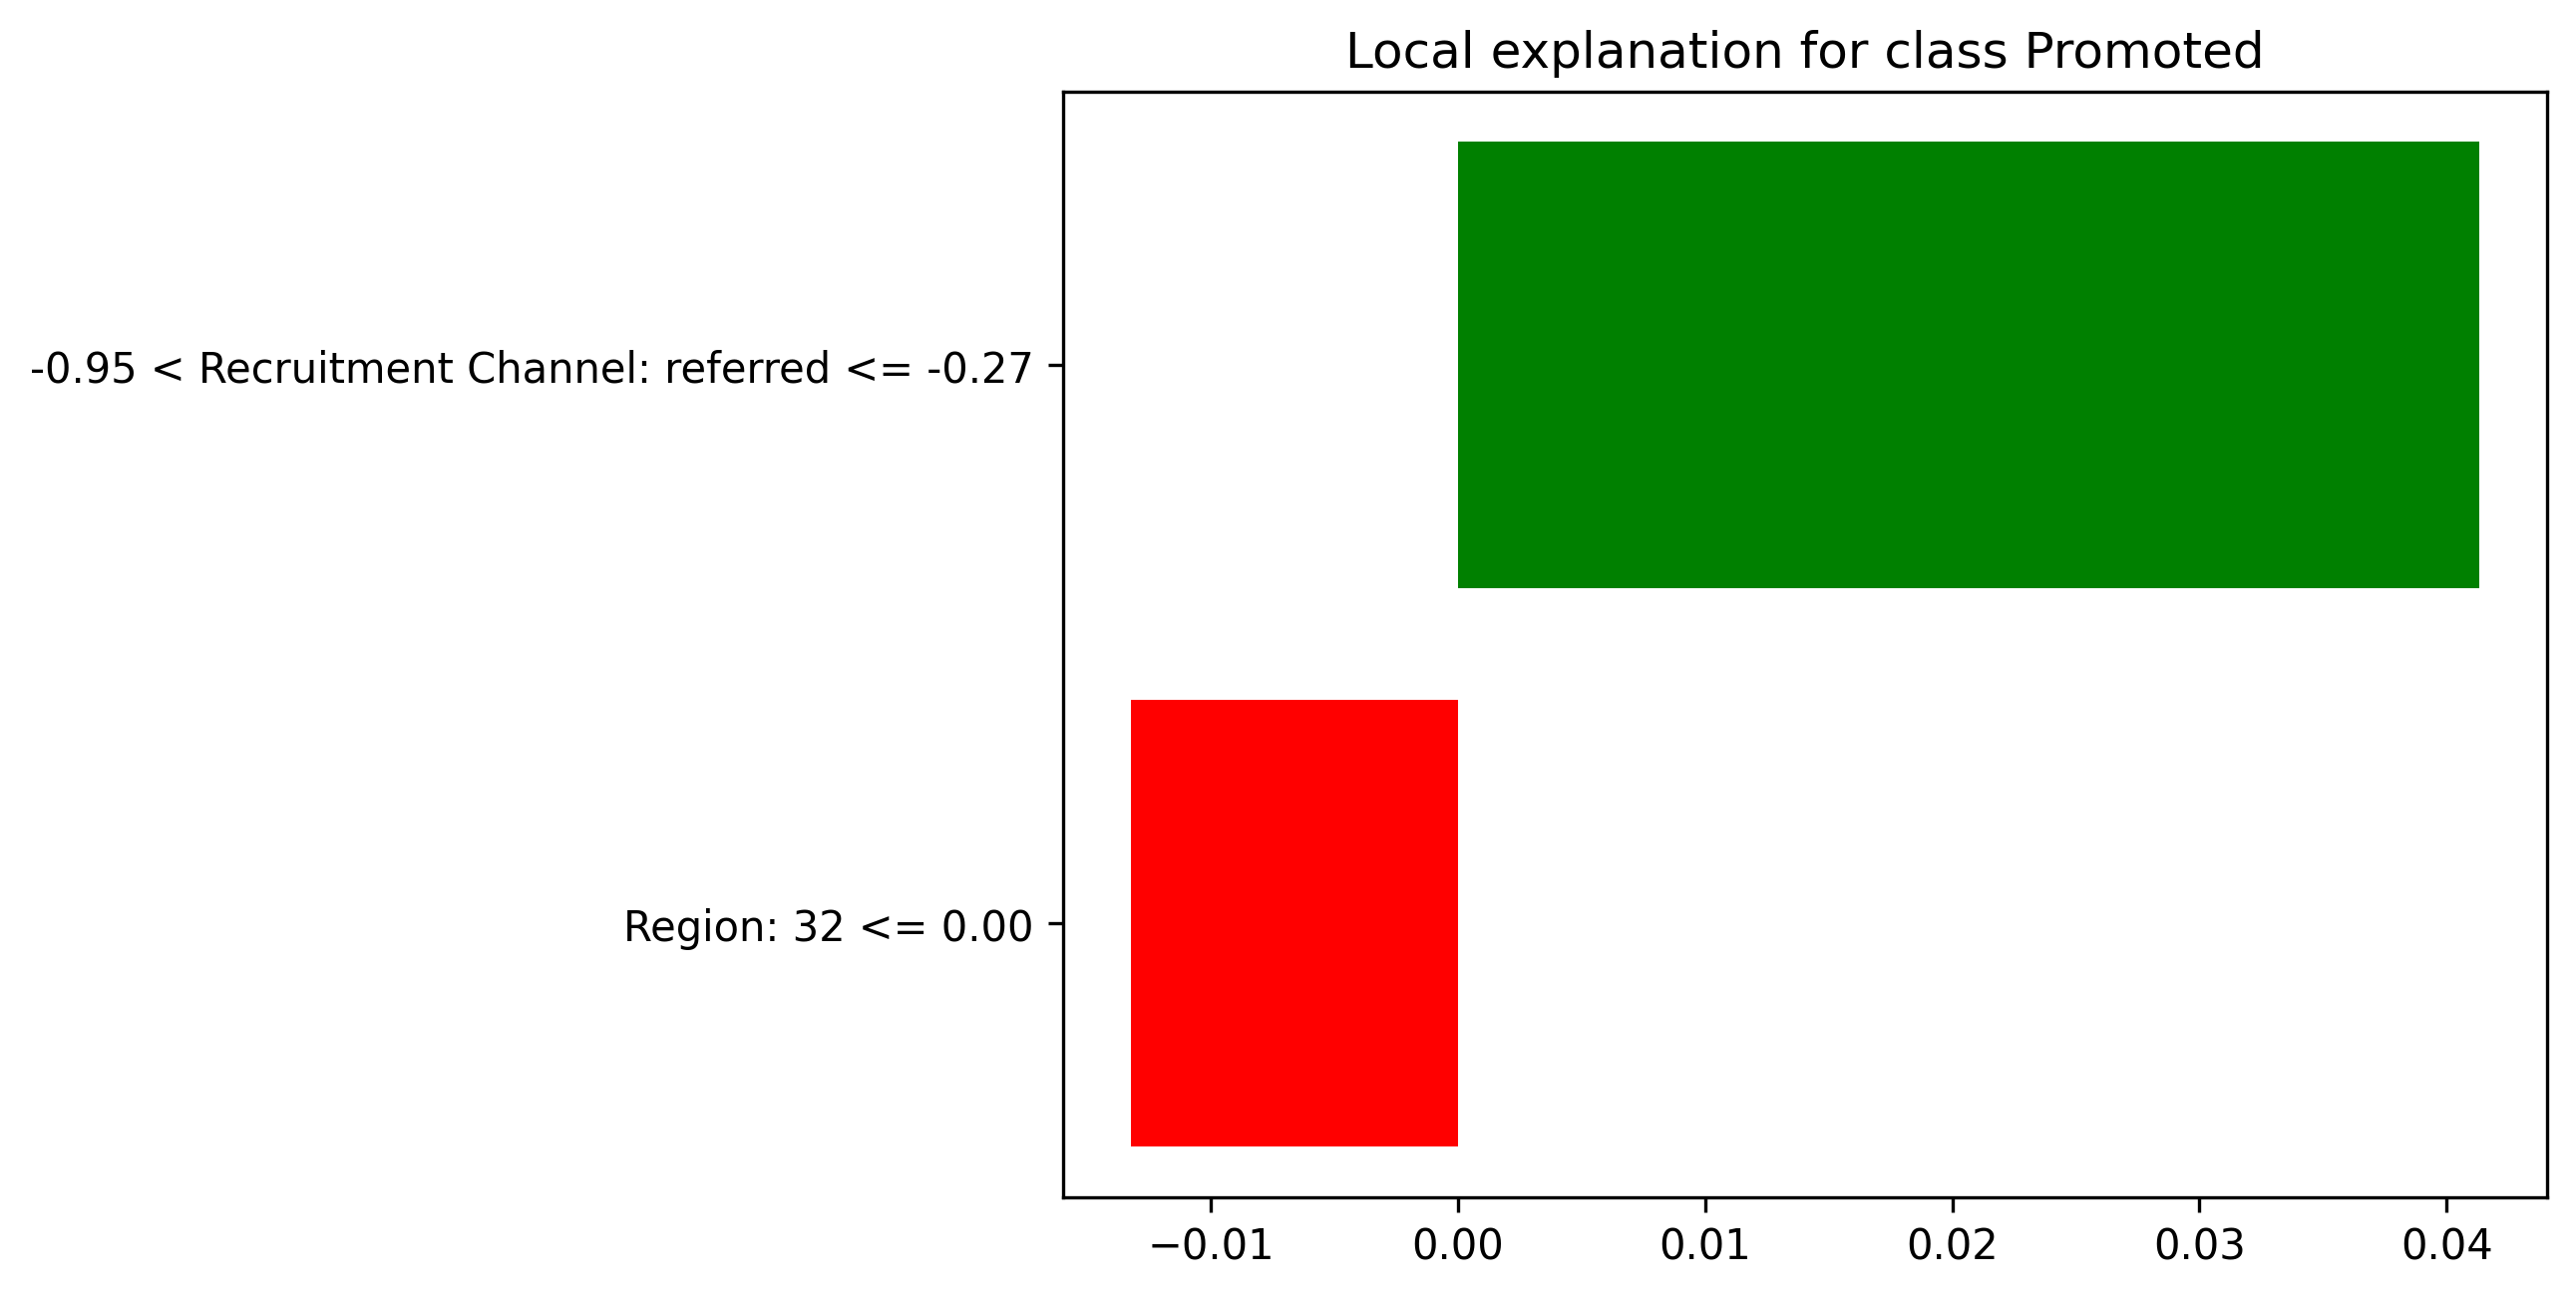 Local explanation for class Promoted
-0.95 < Recruitment Channel: referred <= -0.27
Region: 32 <= 0.00
−0.01 0.00 0.01 0.02 0.03 0.04